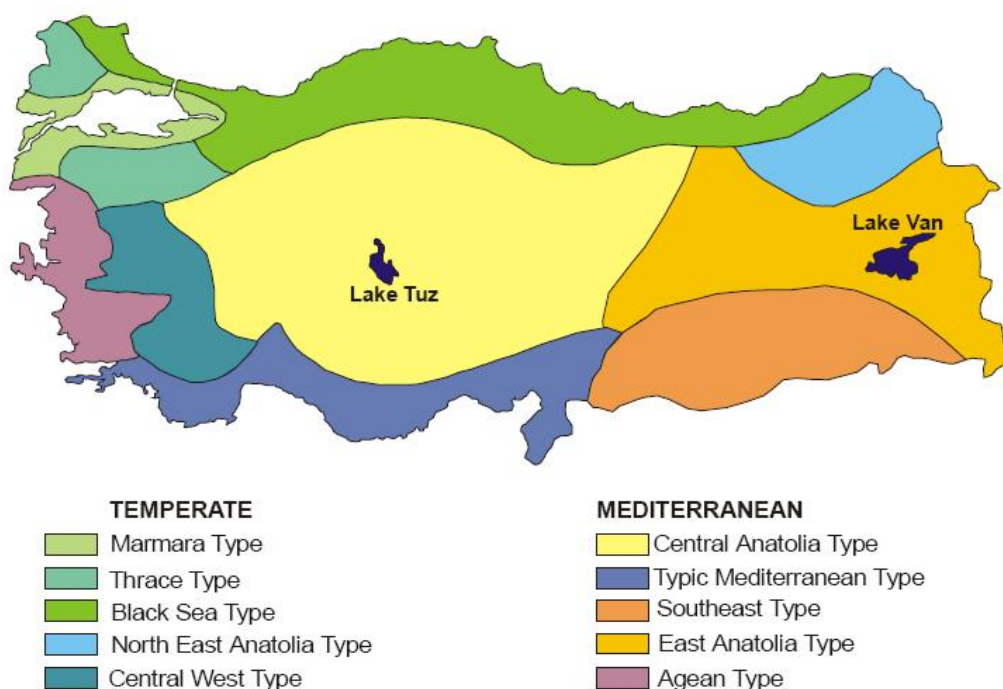 Lake Van
Lake Tuz
TEMPERATE
Marmara Type
Thrace Type
Black Sea Type
North East Anatolia Type
Central West Type
MEDITERRANEAN
Central Anatolia Type
Typic Mediterranean Type
Southeast Type
East Anatolia Type
Agean Type